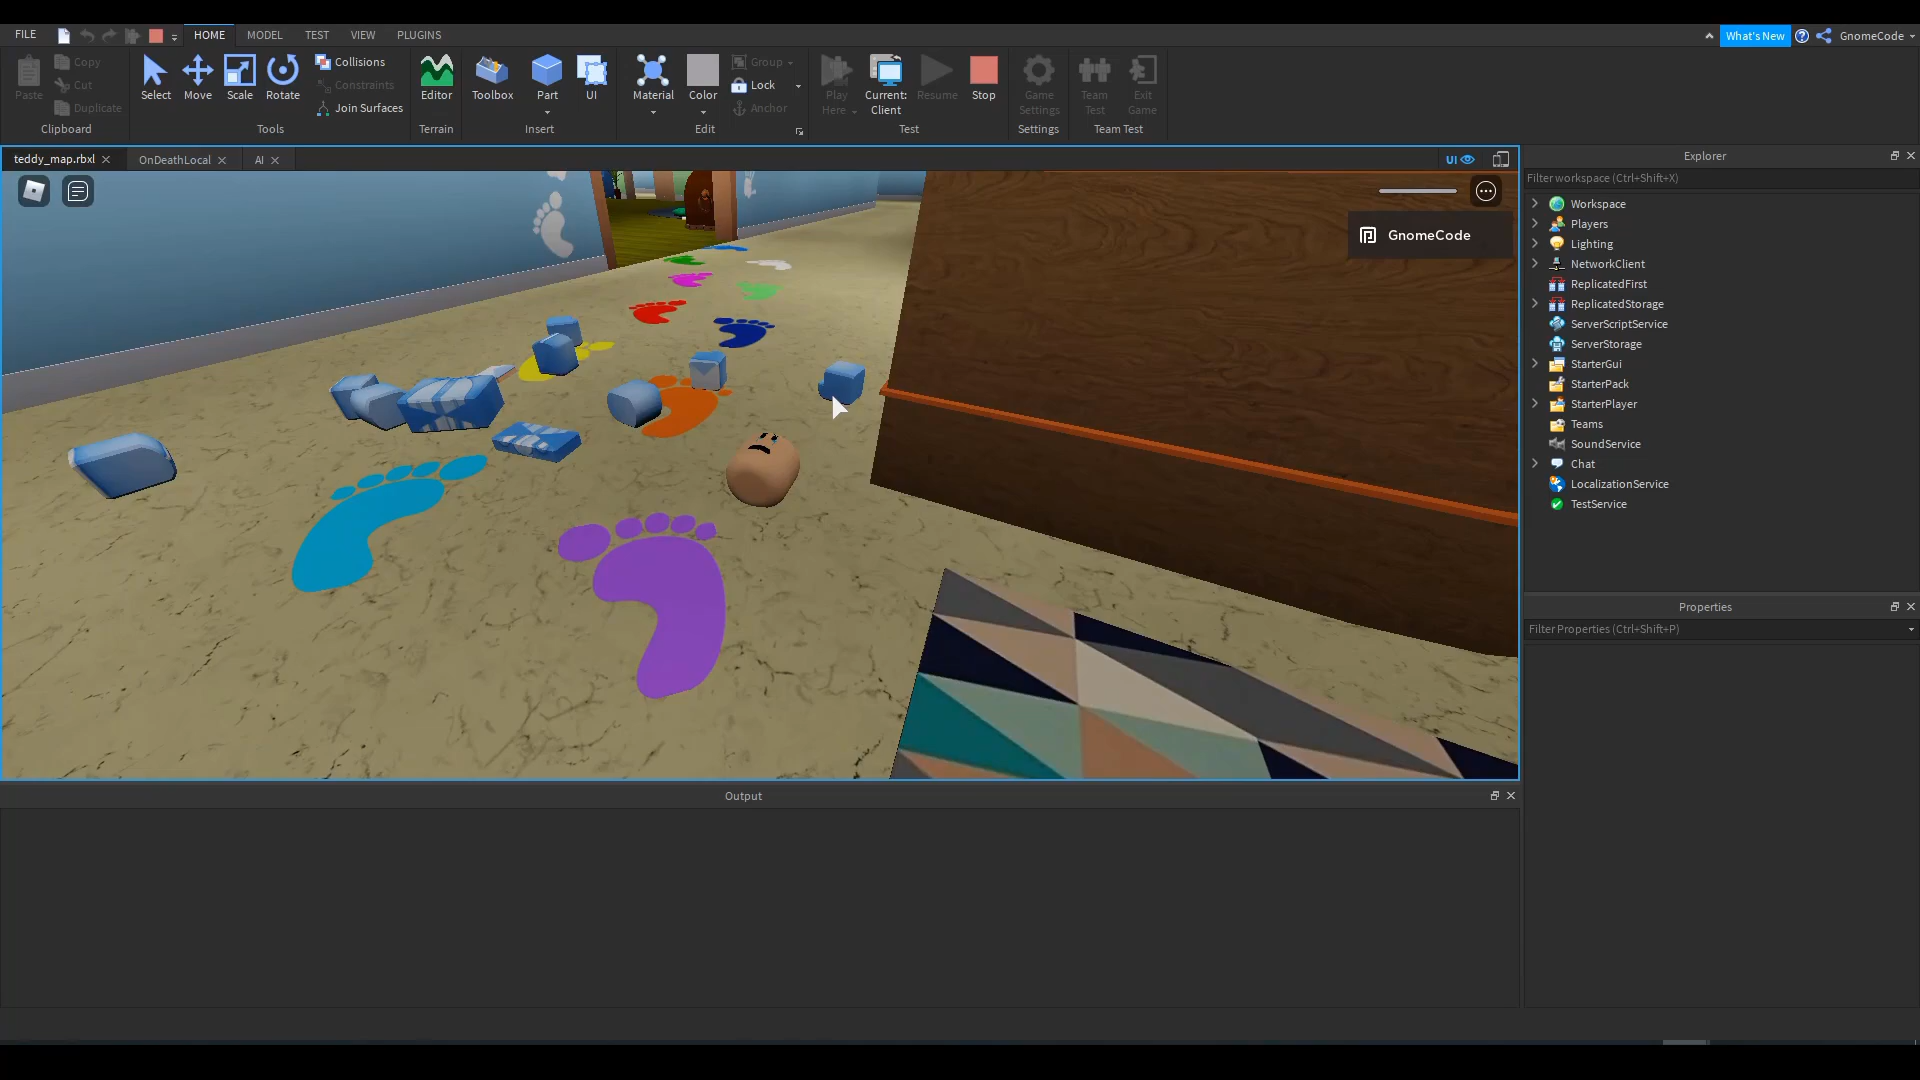 FILE HOME MODEL TEST VIEW PLUGINS What's New GnomeCode
Paste Copy Cut Duplicate Clipboard
Select Move Scale Rotate Collisions Constraints Join Surfaces Tools
Editor Terrain
Toolbox Part UI Insert
Material Color Group Lock Anchor Edit
Play Here Current: Client Resume Stop Test
Game Settings Settings
Team Test Exit Game Team Test
teddy_map.rbxl OnDeathLocal AI UI
GnomeCode
Explorer
Filter workspace (Ctrl+Shift+X)
Workspace
Players
Lighting
NetworkClient
ReplicatedFirst
ReplicatedStorage
ServerScriptService
ServerStorage
StarterGui
StarterPack
StarterPlayer
Teams
SoundService
Chat
LocalizationService
TestService
Properties
Filter Properties (Ctrl+Shift+P)
Output